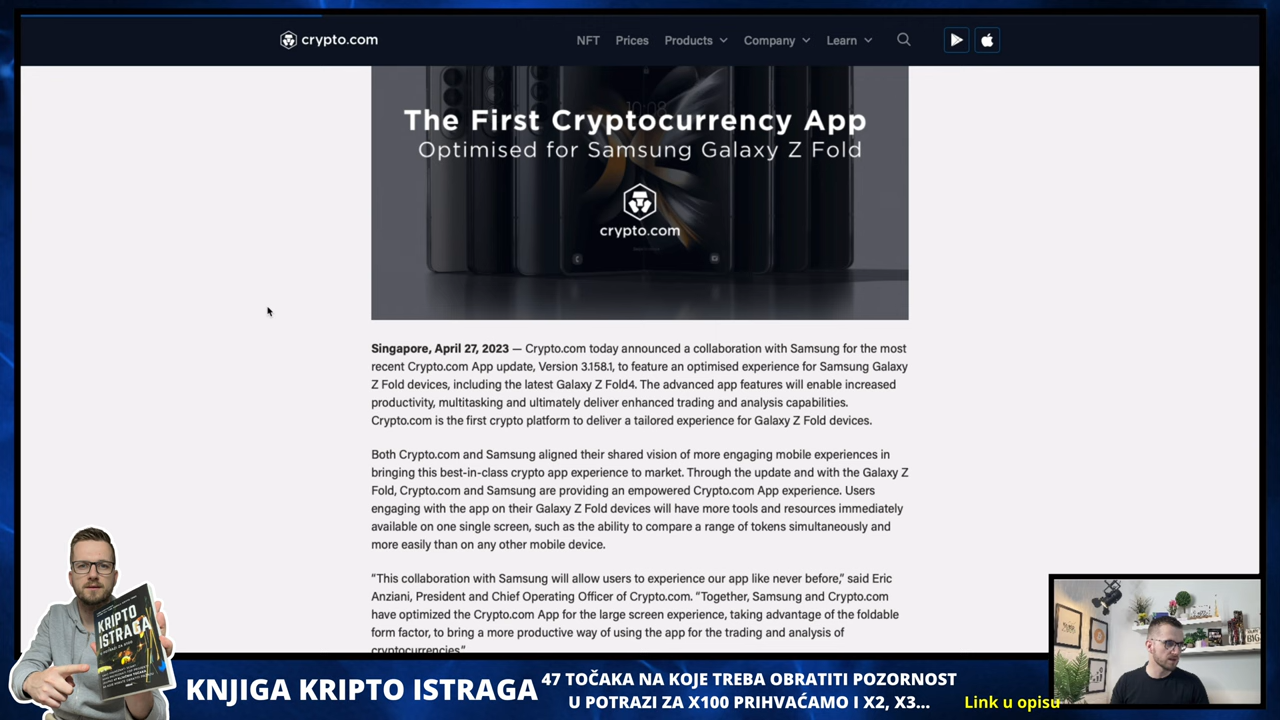 crypto.com
NFT Prices Products Company Learn
10:08
The First Cryptocurrency App
Optimised for Samsung Galaxy Z Fold
crypto.com
Singapore, April 27, 2023 — Crypto.com today announced a collaboration with Samsung for the most
recent Crypto.com App update, Version 3.158.1, to feature an optimised experience for Samsung Galaxy
Z Fold devices, including the latest Galaxy Z Fold4. The advanced app features will enable increased
productivity, multitasking and ultimately deliver enhanced trading and analysis capabilities.
Crypto.com is the first crypto platform to deliver a tailored experience for Galaxy Z Fold devices.
Both Crypto.com and Samsung aligned their shared vision of more engaging mobile experiences in
bringing this best-in-class crypto app experience to market. Through the update and with the Galaxy Z
Fold, Crypto.com and Samsung are providing an empowered Crypto.com App experience. Users
engaging with the app on their Galaxy Z Fold devices will have more tools and resources immediately
available on one single screen, such as the ability to compare a range of tokens simultaneously and
more easily than on any other mobile device.
“This collaboration with Samsung will allow users to experience our app like never before,” said Eric
Anziani, President and Chief Operating Officer of Crypto.com. “Together, Samsung and Crypto.com
have optimized the Crypto.com App for the large screen experience, taking advantage of the foldable
form factor, to bring a more productive way of using the app for the trading and analysis of
cryptocurrencies.”
KRIPTO
ISTRAGA
KNJIGA KRIPTO ISTRAGA
47 TOČAKA NA KOJE TREBA OBRATITI POZORNOST
U POTRAZI ZA X100 PRIHVAĆAMO I X2, X3...
Link u opisu